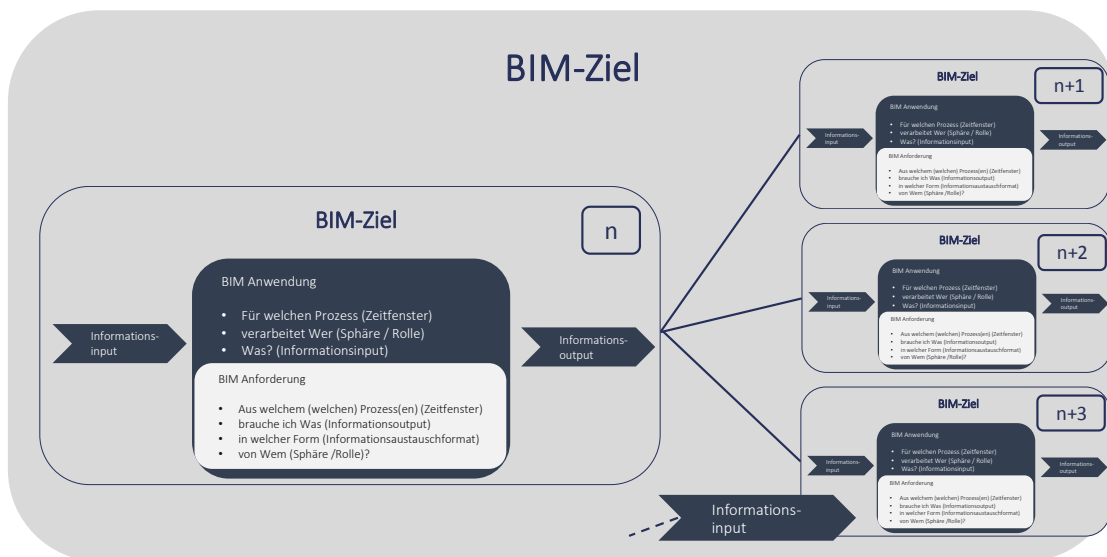 BIM-Ziel
BIM-Ziel
n
Informations-
input
BIM Anwendung
• Für welchen Prozess (Zeitfenster)
• verarbeitet Wer (Sphäre / Rolle)
• Was? (Informationsinput)
BIM Anforderung
• Aus welchem (welchen) Prozess(en) (Zeitfenster)
• brauche ich Was (Informationsoutput)
• in welcher Form (Informationsaustauschformat)
• von Wem (Sphäre /Rolle)?
Informations-
output
BIM-Ziel
n+1
Informations-
input
BIM Anwendung
• Für welchen Prozess (Zeitfenster)
• verarbeitet Wer (Sphäre / Rolle)
• Was? (Informationsinput)
BIM Anforderung
• Aus welchem (welchen) Prozess(en) (Zeitfenster)
• brauche ich Was (Informationsoutput)
• in welcher Form (Informationsaustauschformat)
• von Wem (Sphäre /Rolle)?
Informations-
output
BIM-Ziel
n+2
Informations-
input
BIM Anwendung
• Für welchen Prozess (Zeitfenster)
• verarbeitet Wer (Sphäre / Rolle)
• Was? (Informationsinput)
BIM Anforderung
• Aus welchem (welchen) Prozess(en) (Zeitfenster)
• brauche ich Was (Informationsoutput)
• in welcher Form (Informationsaustauschformat)
• von Wem (Sphäre /Rolle)?
Informations-
output
BIM-Ziel
n+3
Informations-
input
BIM Anwendung
• Für welchen Prozess (Zeitfenster)
• verarbeitet Wer (Sphäre / Rolle)
• Was? (Informationsinput)
BIM Anforderung
• Aus welchem (welchen) Prozess(en) (Zeitfenster)
• brauche ich Was (Informationsoutput)
• in welcher Form (Informationsaustauschformat)
• von Wem (Sphäre /Rolle)?
Informations-
output
Informations-
input